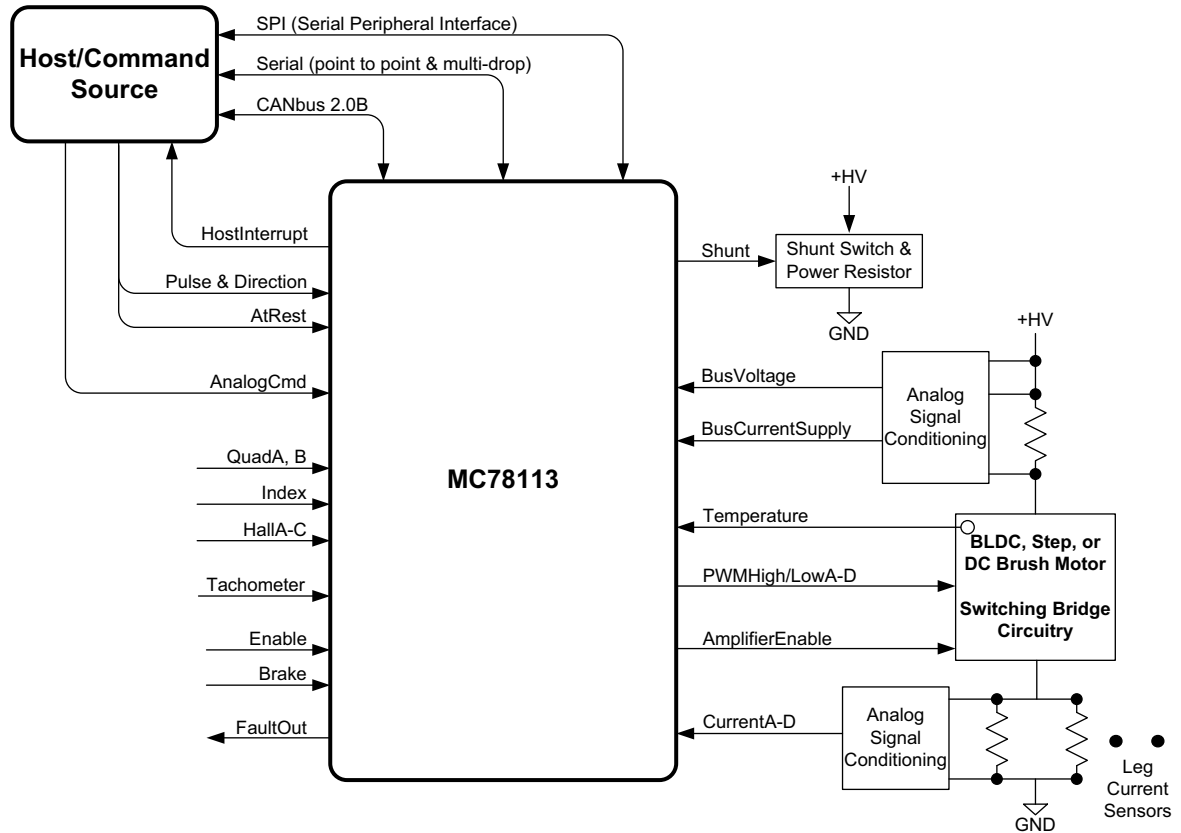 SPI (Serial Peripheral Interface)
Host/Command
Source
Serial (point to point & multi-drop)
CANbus 2.0B
HostInterrupt
Pulse & Direction
AtRest
AnalogCmd
QuadA, B
Index
HallA-C
Tachometer
Enable
Brake
FaultOut
MC78113
+HV
Shunt
Shunt Switch &
Power Resistor
GND
+HV
BusVoltage
BusCurrentSupply
Analog
Signal
Conditioning
Temperature
PWMHigh/LowA-D
AmplifierEnable
BLDC, Step, or
DC Brush Motor
Switching Bridge
Circuitry
CurrentA-D
Analog
Signal
Conditioning
Leg
Current
Sensors
GND